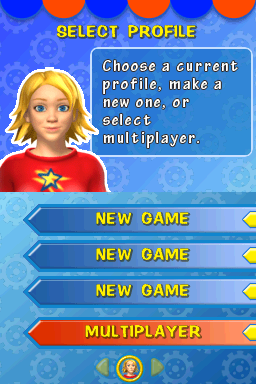 SELECT PROFILE
Choose a current
profile, make a
new one, or
select
multiplayer.
NEW GAME
NEW GAME
NEW GAME
MULTIPLAYER